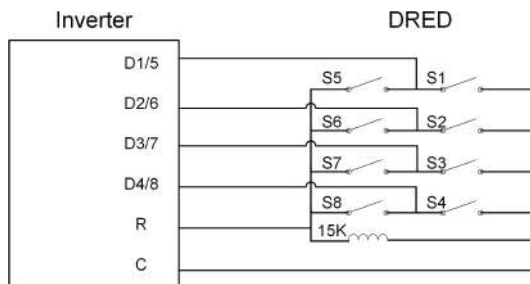 Inverter DRED
D1/5
S5 S1
D2/6
S6 S2
D3/7
S7 S3
D4/8
S8 S4
R
15K
C